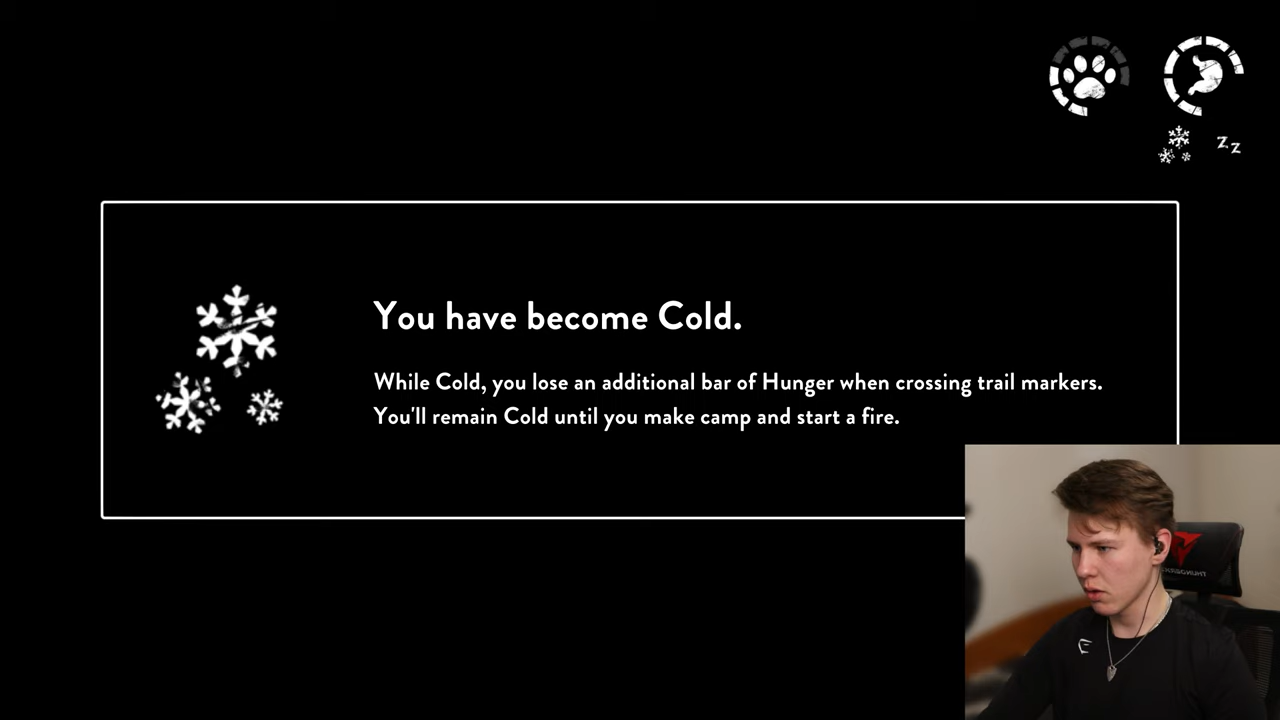 z z
You have become Cold.
While Cold, you lose an additional bar of Hunger when crossing trail markers.
You'll remain Cold until you make camp and start a fire.